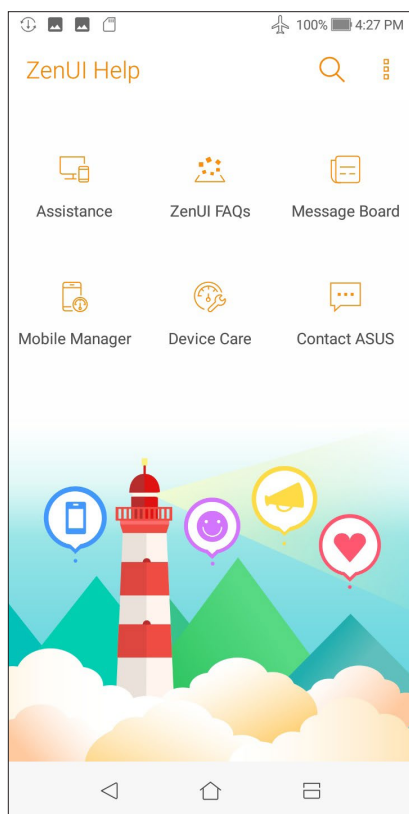 100% 4:27 PM
ZenUI Help
Assistance ZenUI FAQs Message Board
Mobile Manager Device Care Contact ASUS